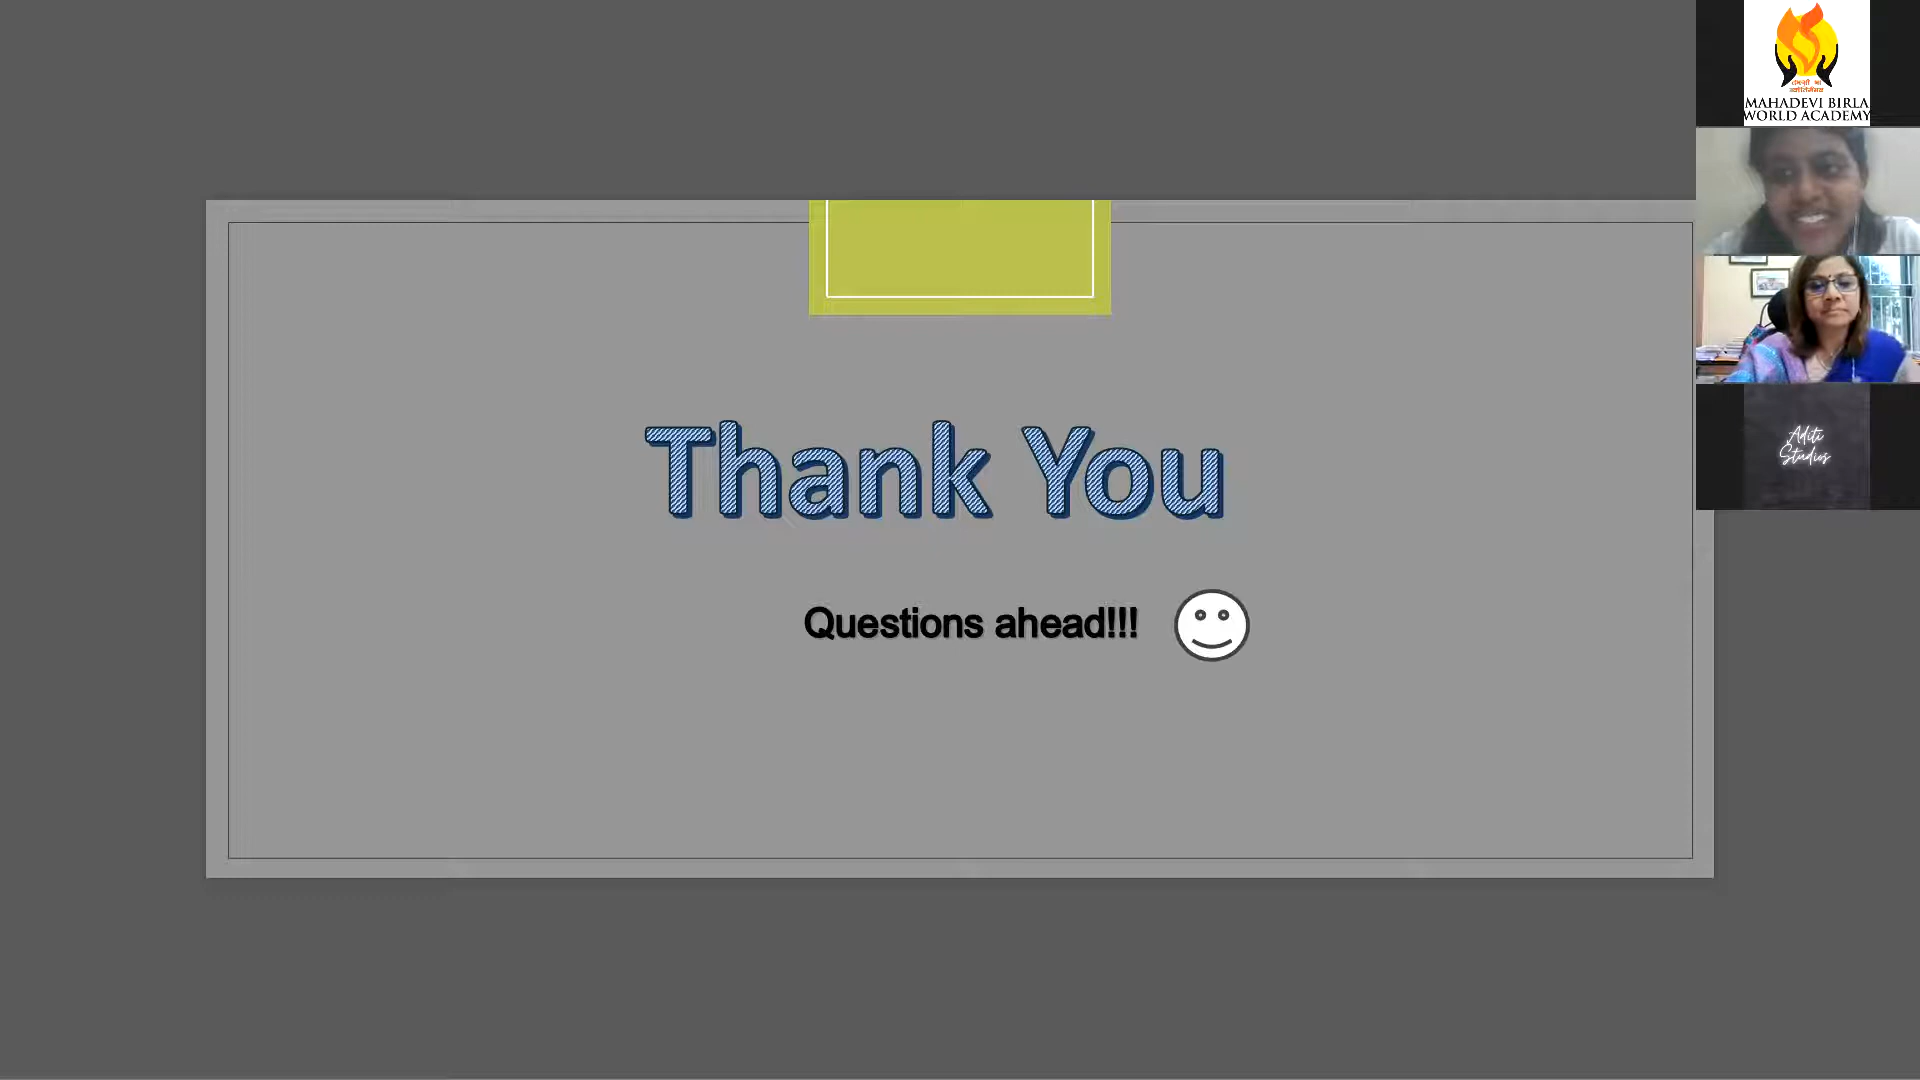 MAHADEVI BIRLA
WORLD ACADEMY
Thank You
Questions ahead!!!
Aditi
Studios